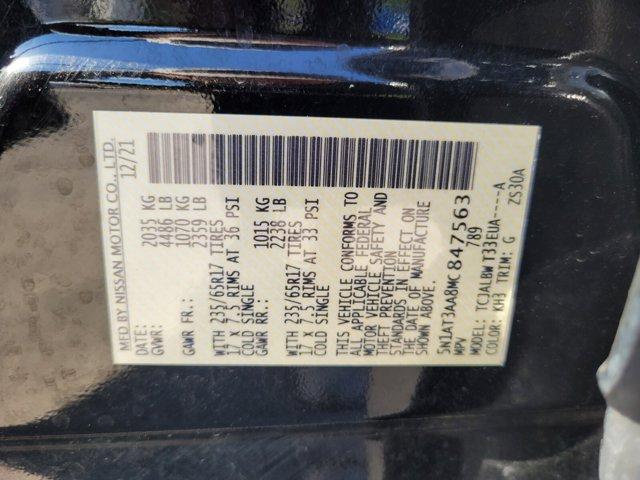 MFD BY NISSAN MOTOR CO., LTD.
DATE: 12/21
GVWR: 2035 KG
4486 LB
GAWR FR.: 1070 KG
2359 LB
WITH 235/65R17 TIRES
17 X 7.5 RIMS AT 36 PSI
COLD SINGLE
GAWR RR.: 1015 KG
2238 LB
WITH 235/65R17 TIRES
17 X 7.5 RIMS AT 33 PSI
COLD SINGLE
THIS VEHICLE CONFORMS TO
ALL APPLICABLE FEDERAL
MOTOR VEHICLE SAFETY AND
THEFT PREVENTION
STANDARDS IN EFFECT ON
THE DATE OF MANUFACTURE
SHOWN ABOVE.
5N1AT3AA8MC847563
MPV 789
MODEL: TCJALBWT33EUA----A
COLOR: KH3 TRIM: G ZS30A